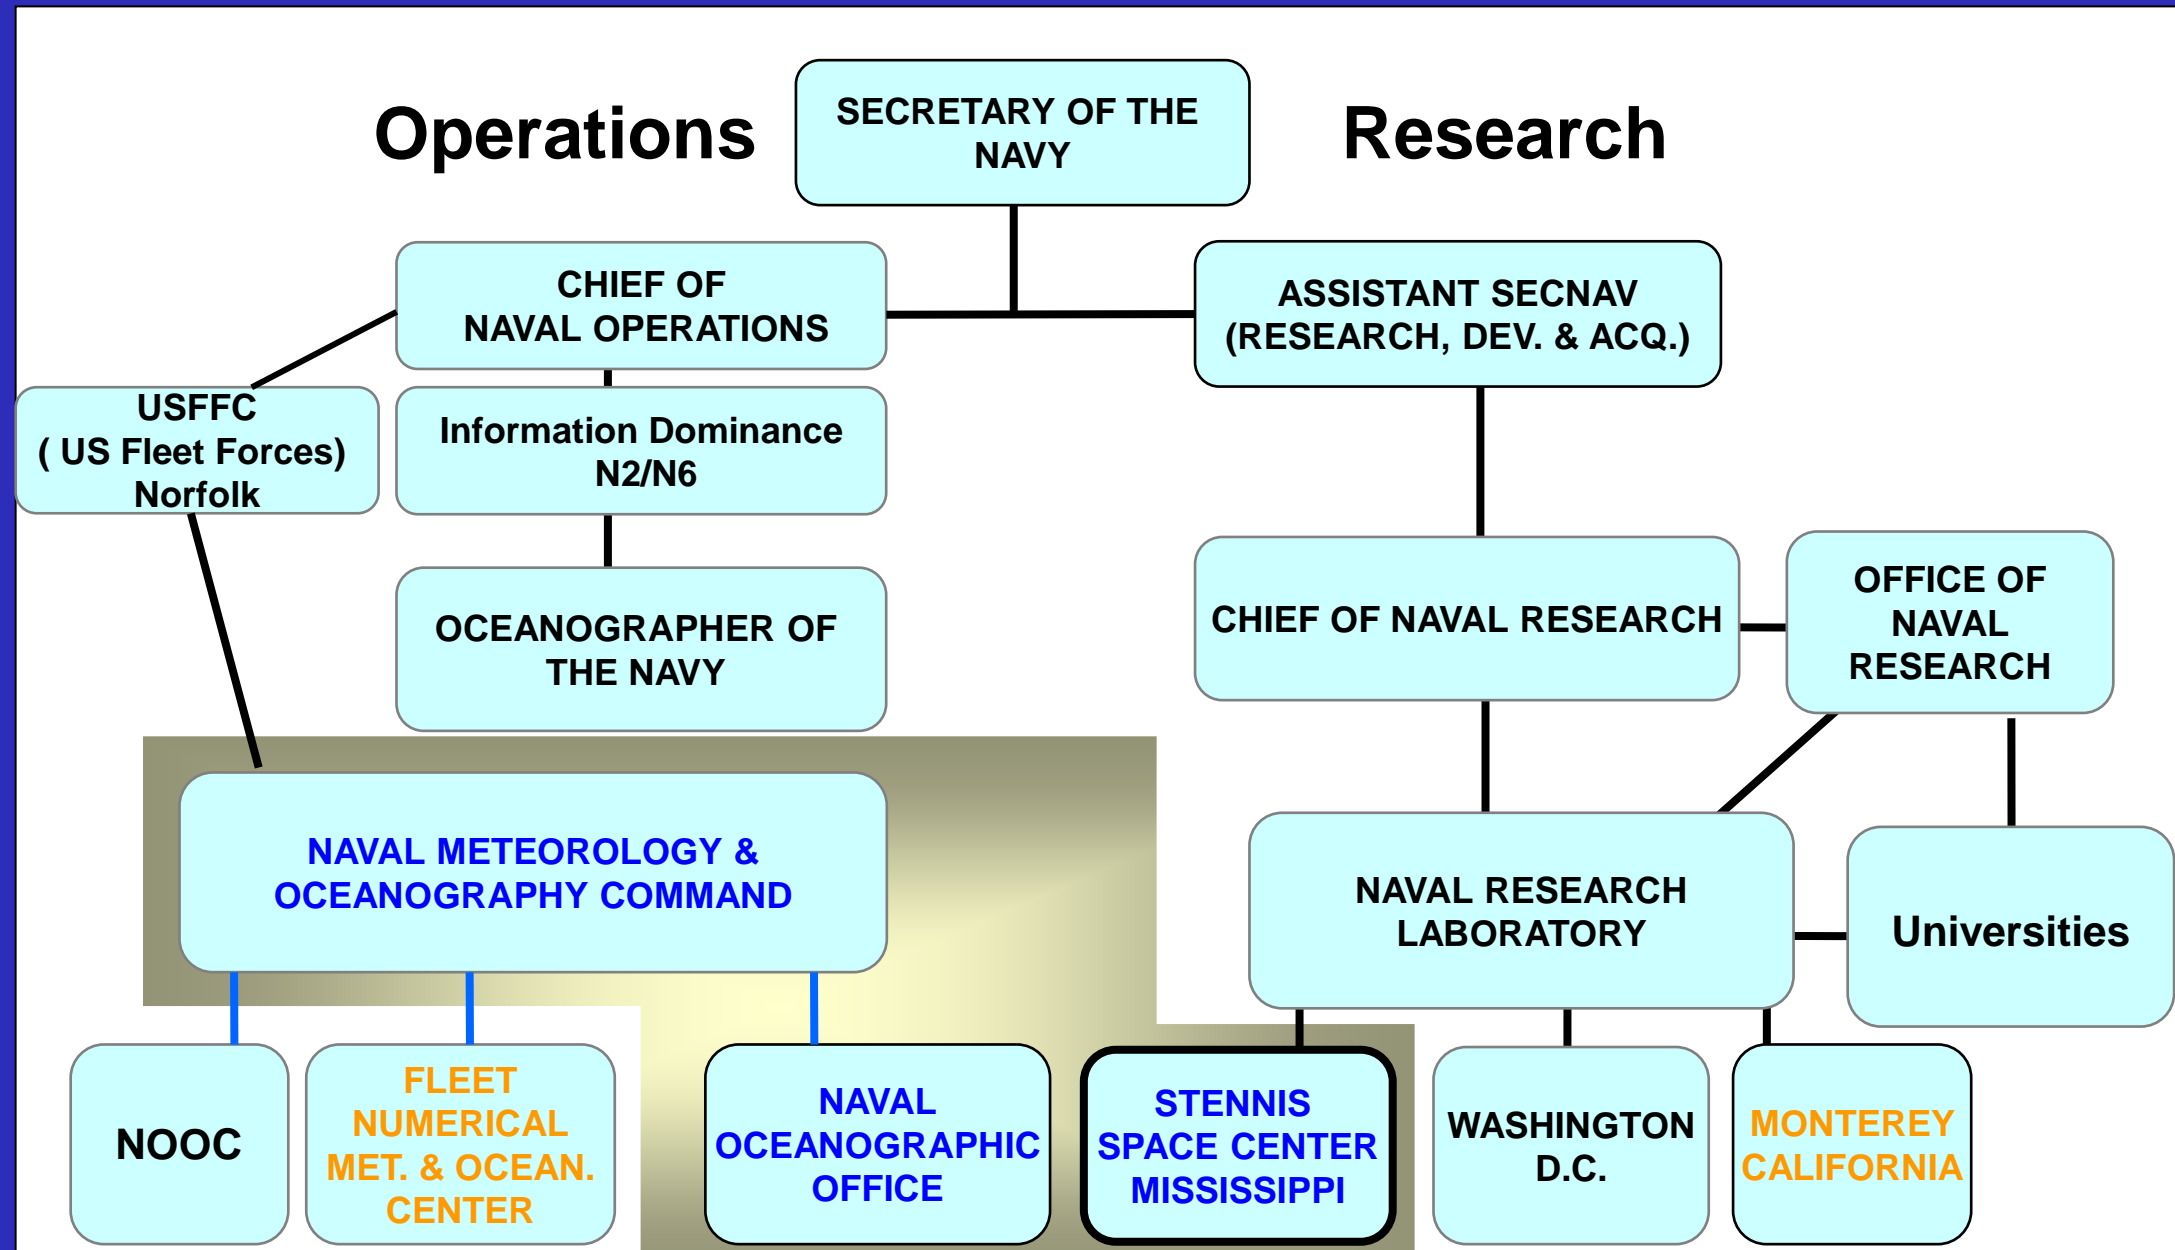 Operations
SECRETARY OF THE
NAVY
Research
CHIEF OF
NAVAL OPERATIONS
ASSISTANT SECNAV
(RESEARCH, DEV. & ACQ.)
USFFC
( US Fleet Forces)
Norfolk
Information Dominance
N2/N6
OCEANOGRAPHER OF
THE NAVY
CHIEF OF NAVAL RESEARCH
OFFICE OF
NAVAL
RESEARCH
NAVAL METEOROLOGY &
OCEANOGRAPHY COMMAND
NAVAL RESEARCH
LABORATORY
Universities
NOOC
FLEET
NUMERICAL
MET. & OCEAN.
CENTER
NAVAL
OCEANOGRAPHIC
OFFICE
STENNIS
SPACE CENTER
MISSISSIPPI
WASHINGTON
D.C.
MONTEREY
CALIFORNIA